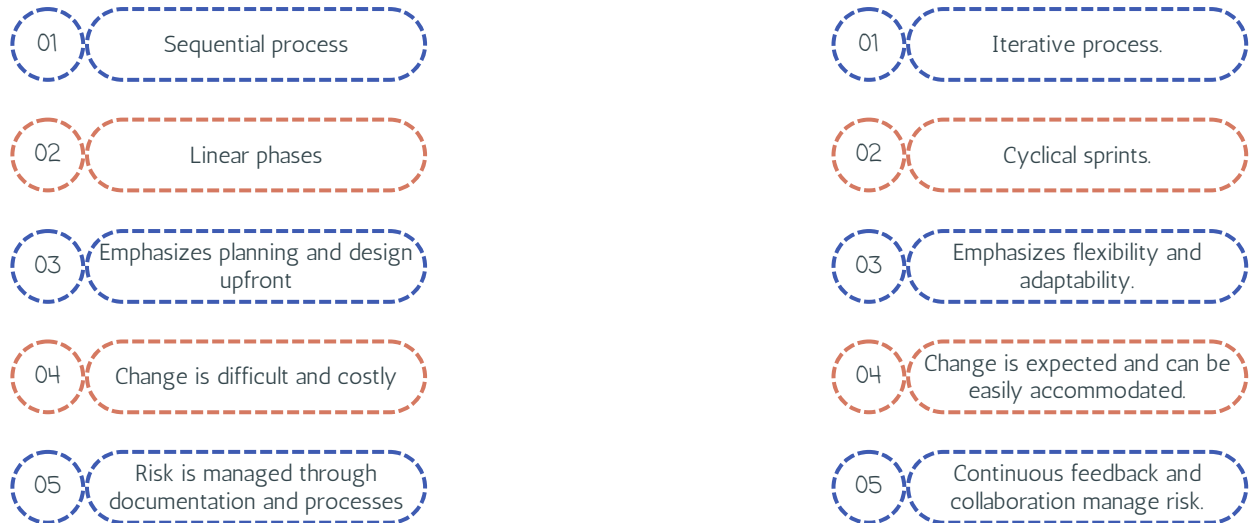 01
Sequential process
02
Linear phases
03
Emphasizes planning and design
upfront
04
Change is difficult and costly
05
Risk is managed through
documentation and processes
01
Iterative process.
02
Cyclical sprints.
03
Emphasizes flexibility and
adaptability.
04
Change is expected and can be
easily accommodated.
05
Continuous feedback and
collaboration manage risk.